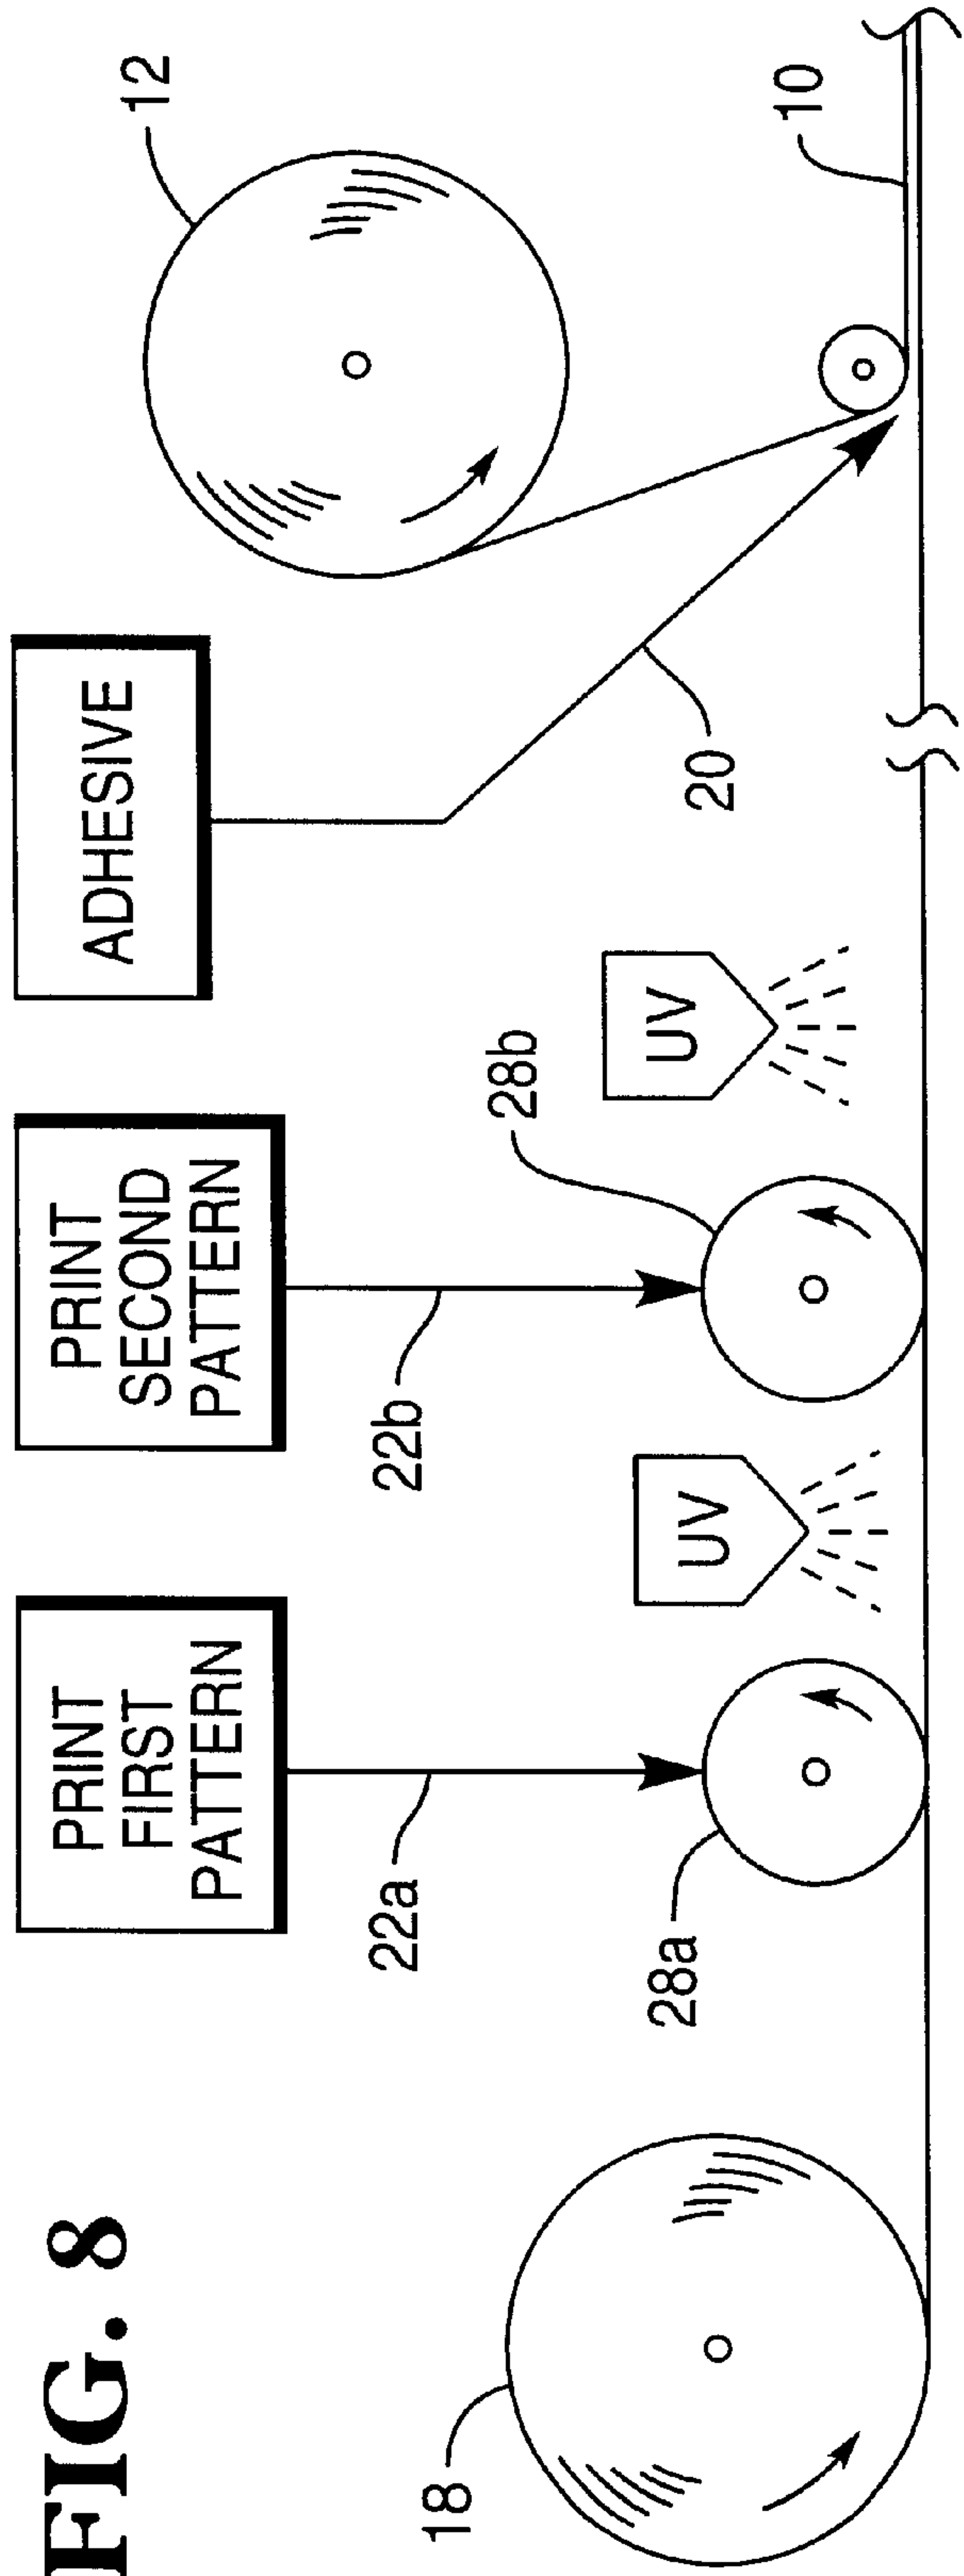 FIG. 8
PRINT
FIRST
PATTERN
PRINT
SECOND
PATTERN
ADHESIVE
12
22a
22b
28b
UV
UV
20
10
18
28a